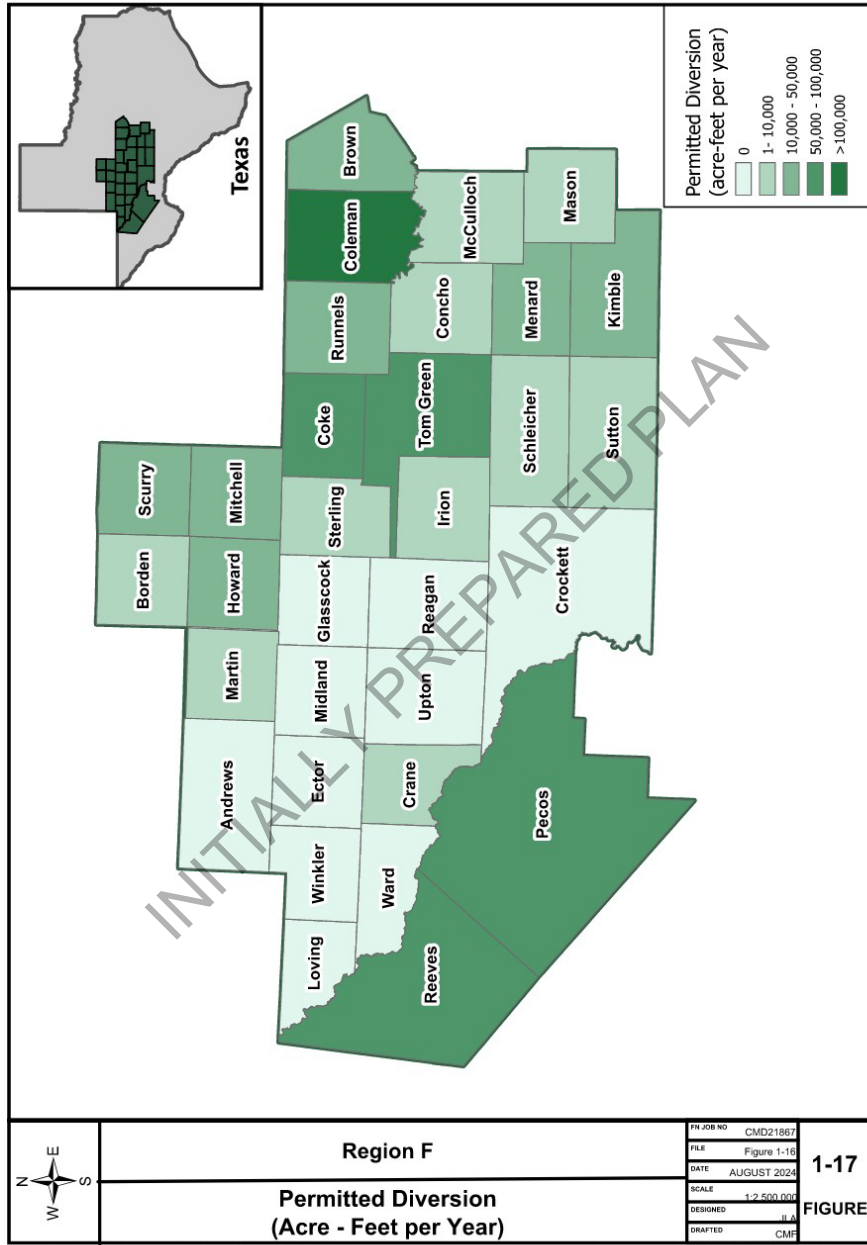 Texas
Permitted Diversion
(acre-feet per year)
0
1- 10,000
10,000 - 50,000
50,000 - 100,000
>100,000
Borden
Scurry
Andrews
Martin
Howard
Mitchell
Loving
Winkler
Ector
Midland
Glasscock
Sterling
Coke
Runnels
Coleman
Brown
Reeves
Ward
Crane
Upton
Reagan
Irion
Tom Green
Concho
McCulloch
Pecos
Crockett
Schleicher
Menard
Mason
Sutton
Kimble
INITIALLY PREPARED PLAN
N
W
E
S
Region F
Permitted Diversion
(Acre - Feet per Year)
FN JOB NO CMD21867
FILE Figure 1-16
DATE AUGUST 2024
SCALE 1:2,500,000
DESIGNED
DRAFTED CMF
1-17
FIGURE